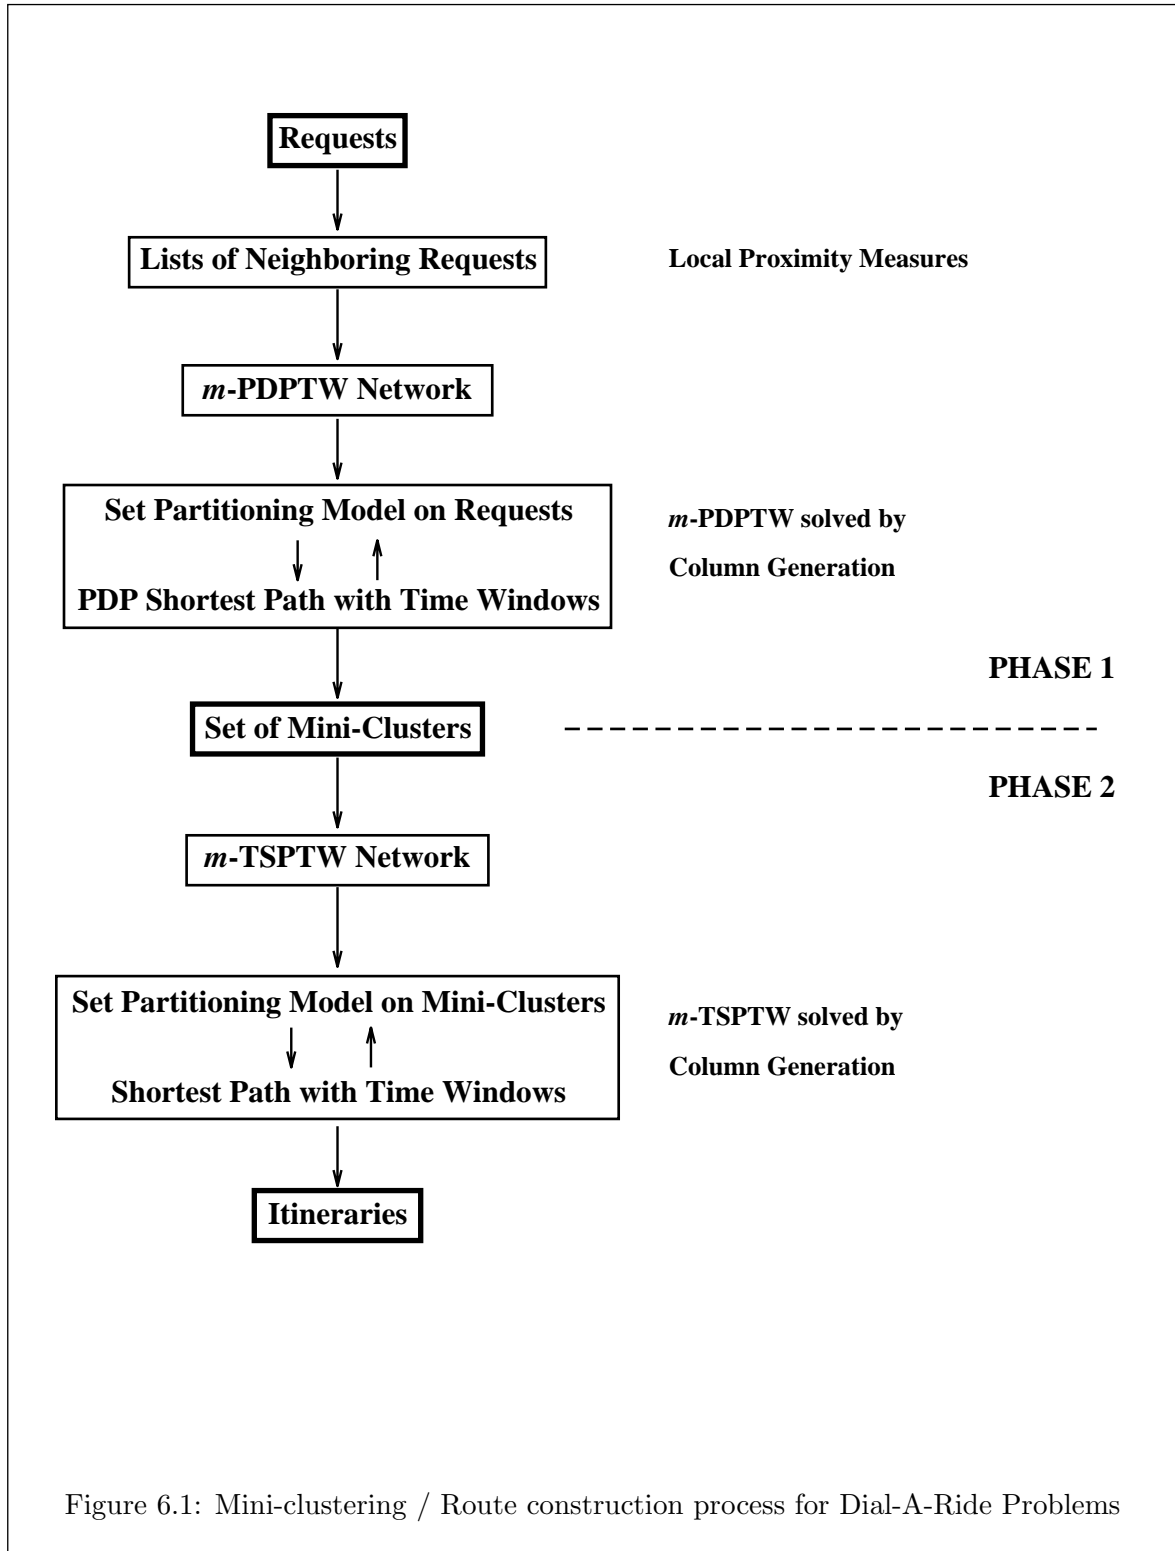 Requests
Lists of Neighboring Requests
Local Proximity Measures
m-PDPTW Network
Set Partitioning Model on Requests
PDP Shortest Path with Time Windows
m-PDPTW solved by
Column Generation
PHASE 1
Set of Mini-Clusters
PHASE 2
m-TSPTW Network
Set Partitioning Model on Mini-Clusters
Shortest Path with Time Windows
m-TSPTW solved by
Column Generation
Itineraries
Figure 6.1: Mini-clustering / Route construction process for Dial-A-Ride Problems